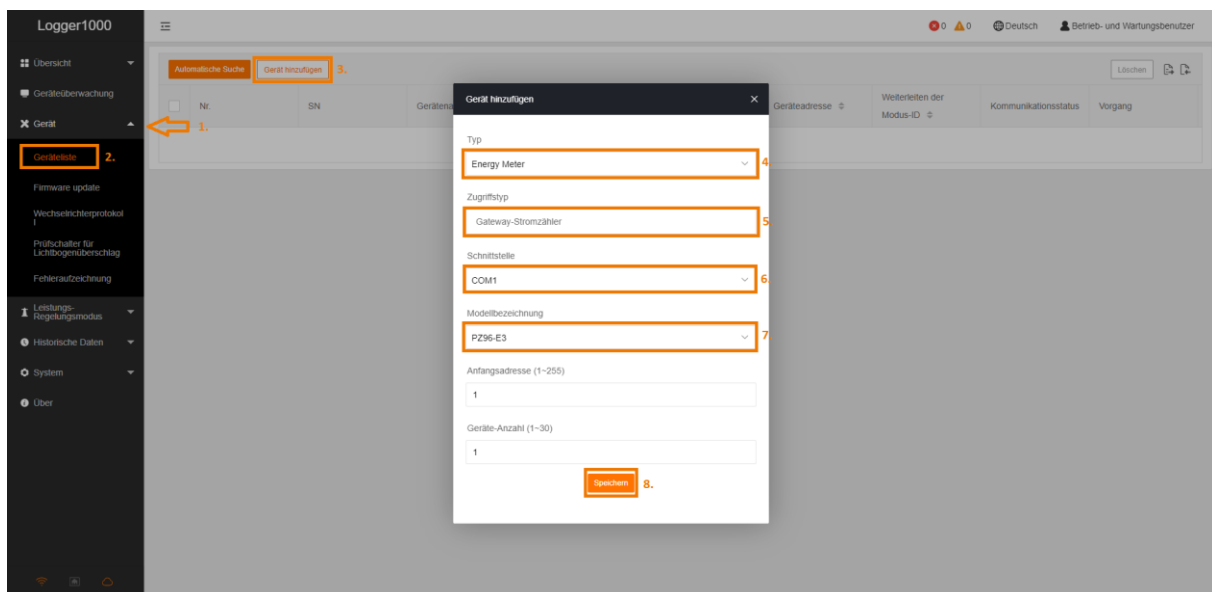 Logger1000
0 0 Deutsch Betrieb- und Wartungsbenutzer
Übersicht
Geräteüberwachung
Gerät
1.
Geräteliste 2.
Firmware update
Wechselrichterprotokol
l
Prüfschalter für
Lichtbogenüberschlag
Fehleraufzeichnung
Leistungs-
Regelungsmodus
Historische Daten
System
Über
Automatische Suche Gerät hinzufügen 3. Löschen
Nr. SN Gerätena Geräteadresse Weiterleiten der
Modus-ID Kommunikationsstatus Vorgang
Gerät hinzufügen
Typ
Energy Meter 4
Zugriffstyp
Gateway-Stromzähler 5
Schnittstelle
COM1 6
Modellbezeichnung
PZ96-E3 7
Anfangsadresse (1~255)
1
Geräte-Anzahl (1~30)
1
Speichern 8.